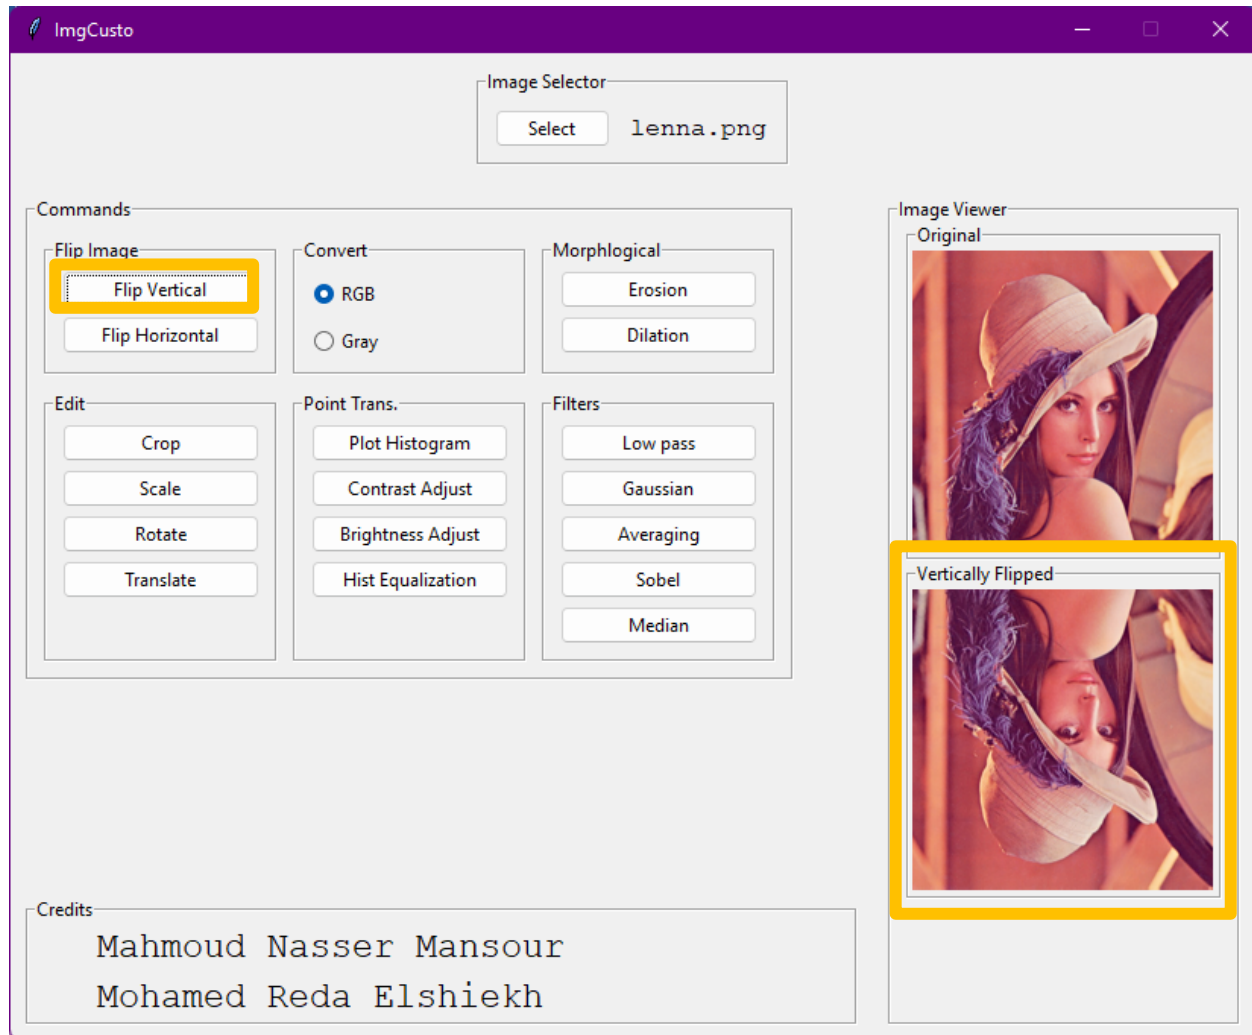 ImgCusto
Image Selector
Select lenna.png
Commands
Flip Image
Flip Vertical
Flip Horizontal
Convert
RGB
Gray
Morphlogical
Erosion
Dilation
Edit
Crop
Scale
Rotate
Translate
Point Trans.
Plot Histogram
Contrast Adjust
Brightness Adjust
Hist Equalization
Filters
Low pass
Gaussian
Averaging
Sobel
Median
Image Viewer
Original
Vertically Flipped
Credits
Mahmoud Nasser Mansour
Mohamed Reda Elshiekh